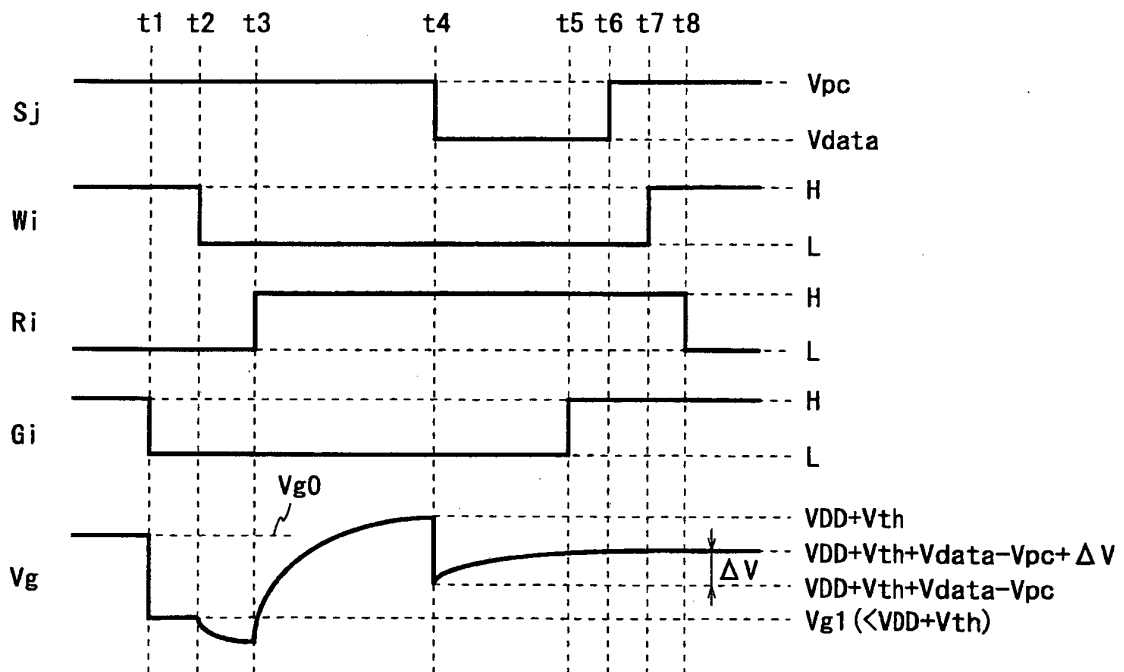 t1 t2 t3 t4 t5 t6 t7 t8
Sj
Vpc
Vdata
Wi
H
L
Ri
H
L
Gi
H
L
Vg0
Vg
VDD+Vth
VDD+Vth+Vdata-Vpc+ΔV
ΔV
VDD+Vth+Vdata-Vpc
Vg1(<VDD+Vth)